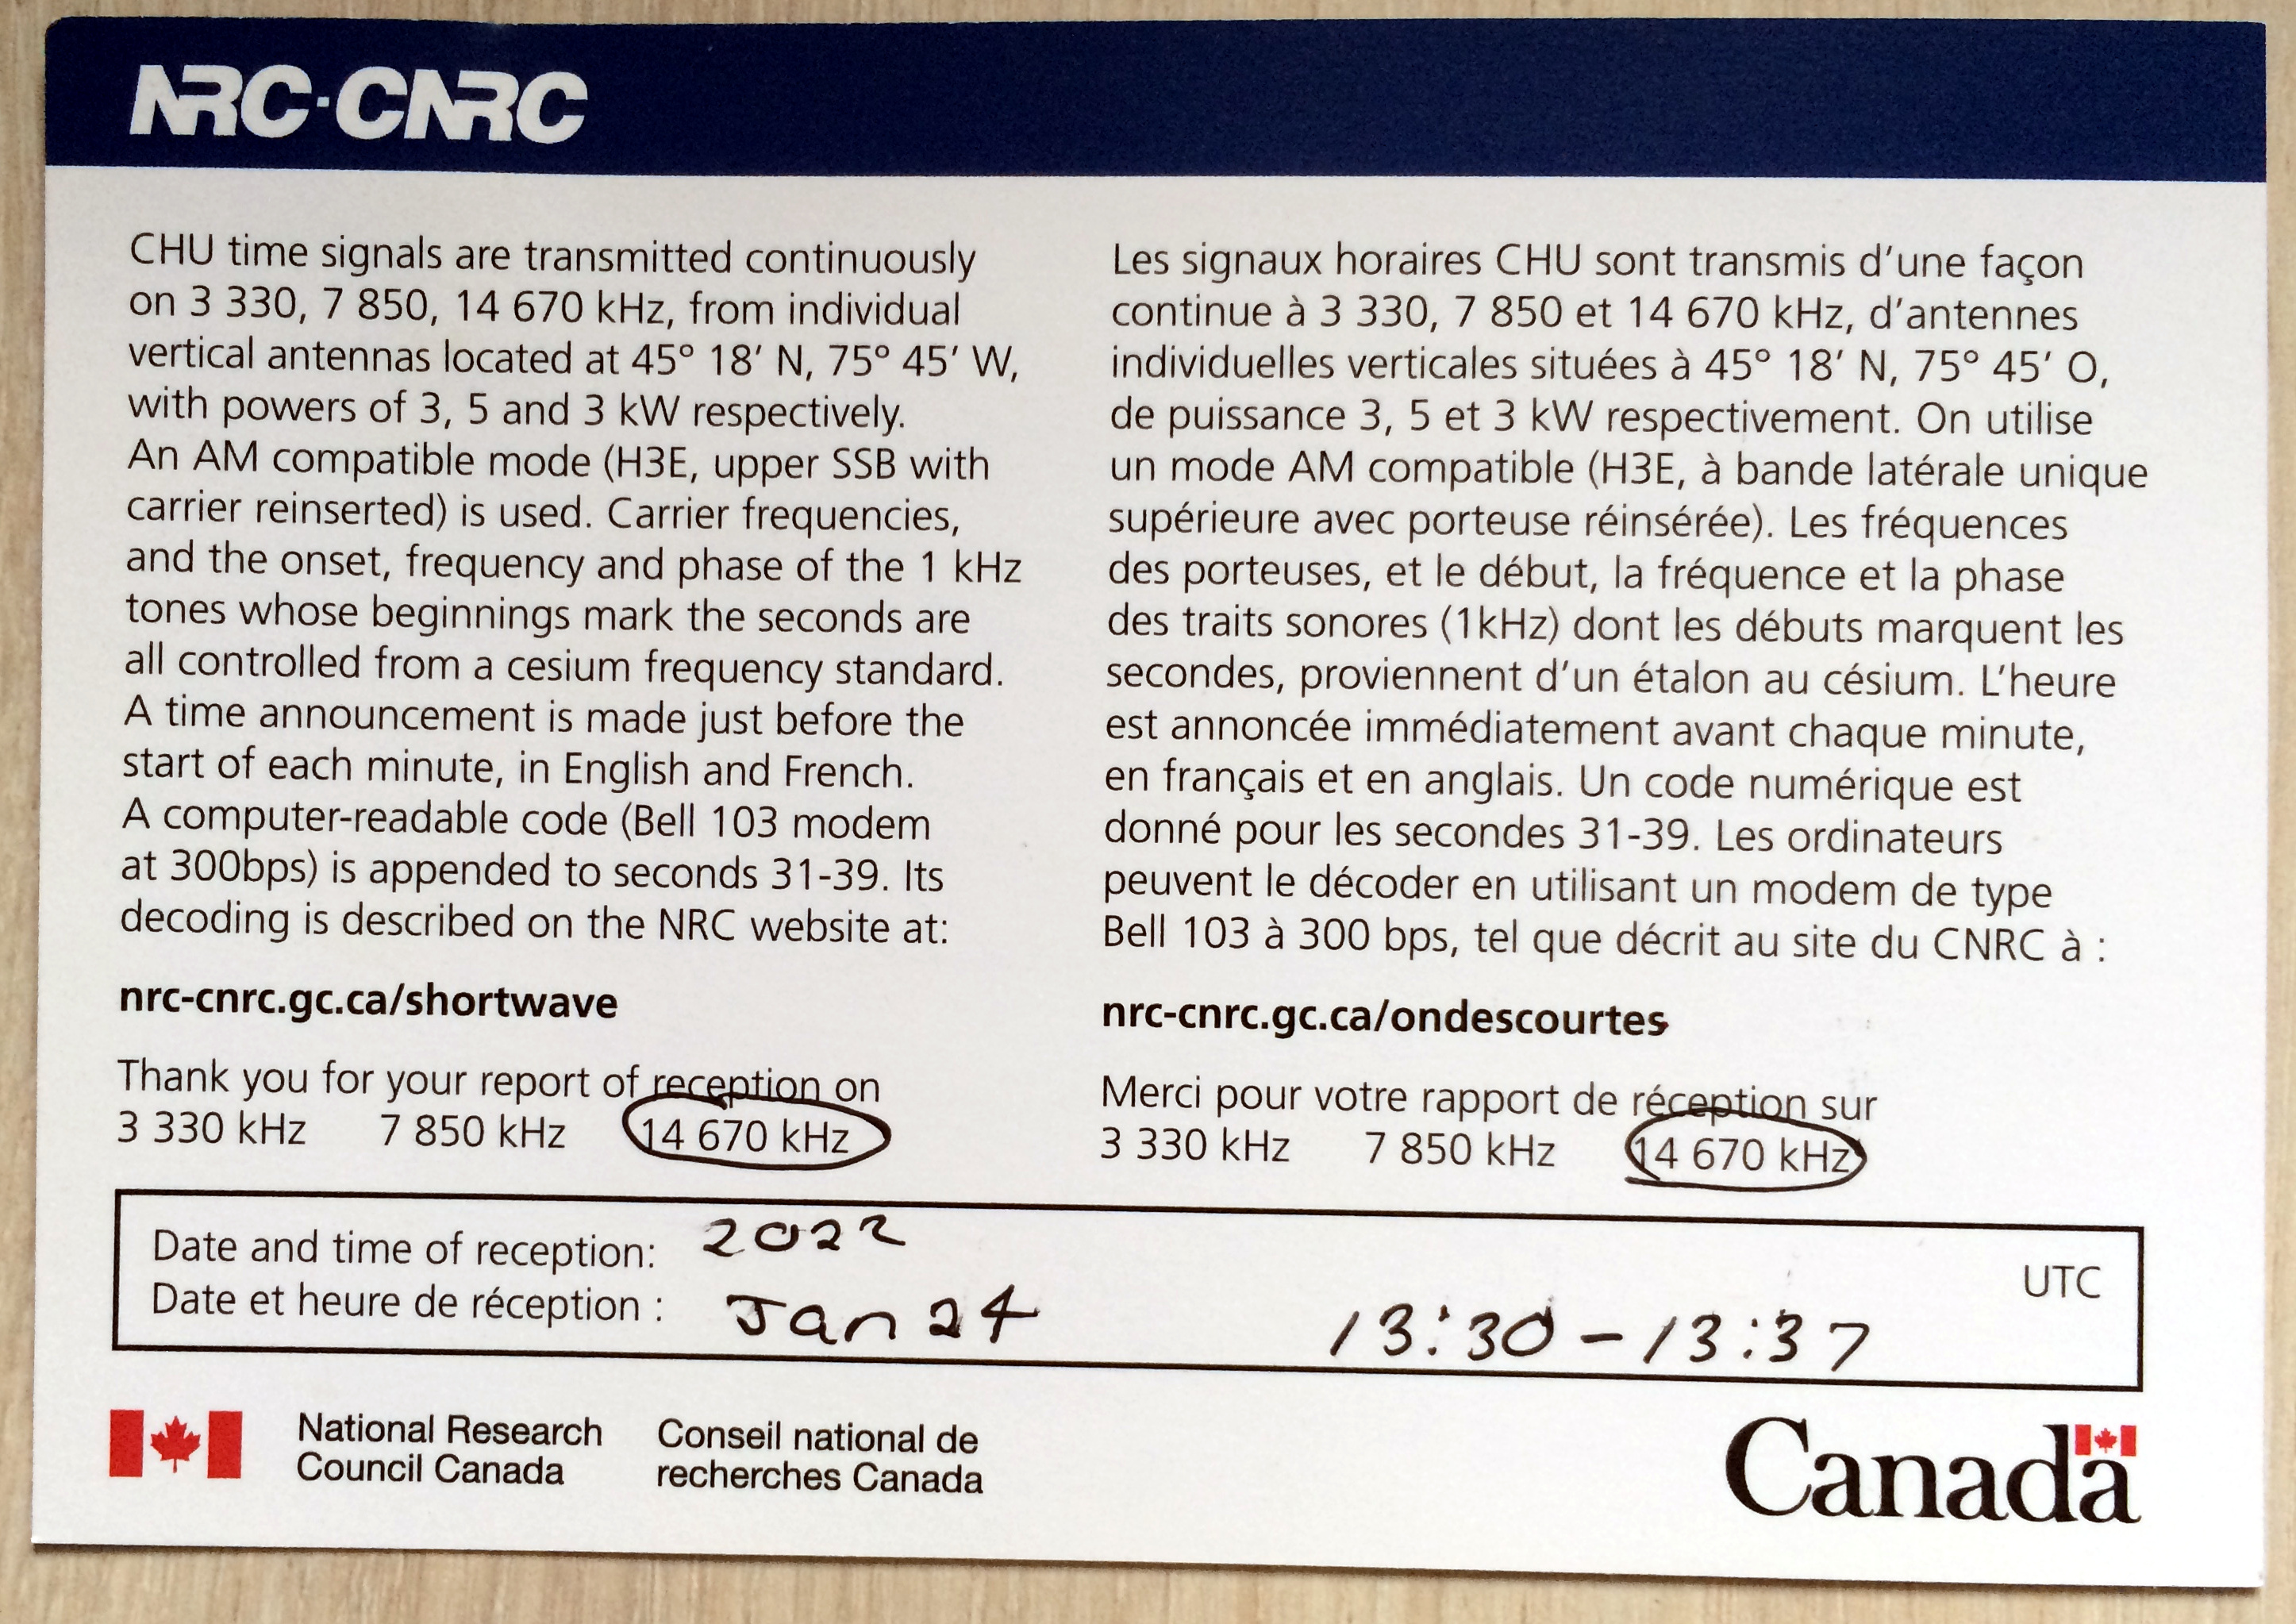 NRC·CNRC
CHU time signals are transmitted continuously
on 3 330, 7 850, 14 670 kHz, from individual
vertical antennas located at 45° 18′ N, 75° 45′ W,
with powers of 3, 5 and 3 kW respectively.
An AM compatible mode (H3E, upper SSB with
carrier reinserted) is used. Carrier frequencies,
and the onset, frequency and phase of the 1 kHz
tones whose beginnings mark the seconds are
all controlled from a cesium frequency standard.
A time announcement is made just before the
start of each minute, in English and French.
A computer-readable code (Bell 103 modem
at 300bps) is appended to seconds 31-39. Its
decoding is described on the NRC website at:
nrc-cnrc.gc.ca/shortwave
Thank you for your report of reception on
3 330 kHz 7 850 kHz 14 670 kHz
Les signaux horaires CHU sont transmis d'une façon
continue à 3 330, 7 850 et 14 670 kHz, d'antennes
individuelles verticales situées à 45° 18′ N, 75° 45′ O,
de puissance 3, 5 et 3 kW respectivement. On utilise
un mode AM compatible (H3E, à bande latérale unique
supérieure avec porteuse réinsérée). Les fréquences
des porteuses, et le début, la fréquence et la phase
des traits sonores (1kHz) dont les débuts marquent les
secondes, proviennent d'un étalon au césium. L'heure
est annoncée immédiatement avant chaque minute,
en français et en anglais. Un code numérique est
donné pour les secondes 31-39. Les ordinateurs
peuvent le décoder en utilisant un modem de type
Bell 103 à 300 bps, tel que décrit au site du CNRC à :
nrc-cnrc.gc.ca/ondescourtes
Merci pour votre rapport de réception sur
3 330 kHz 7 850 kHz 14 670 kHz
Date and time of reception: 2022
UTC
Date et heure de réception : Jan 24 13:30 - 13:37
National Research
Council Canada
Conseil national de
recherches Canada
Canada